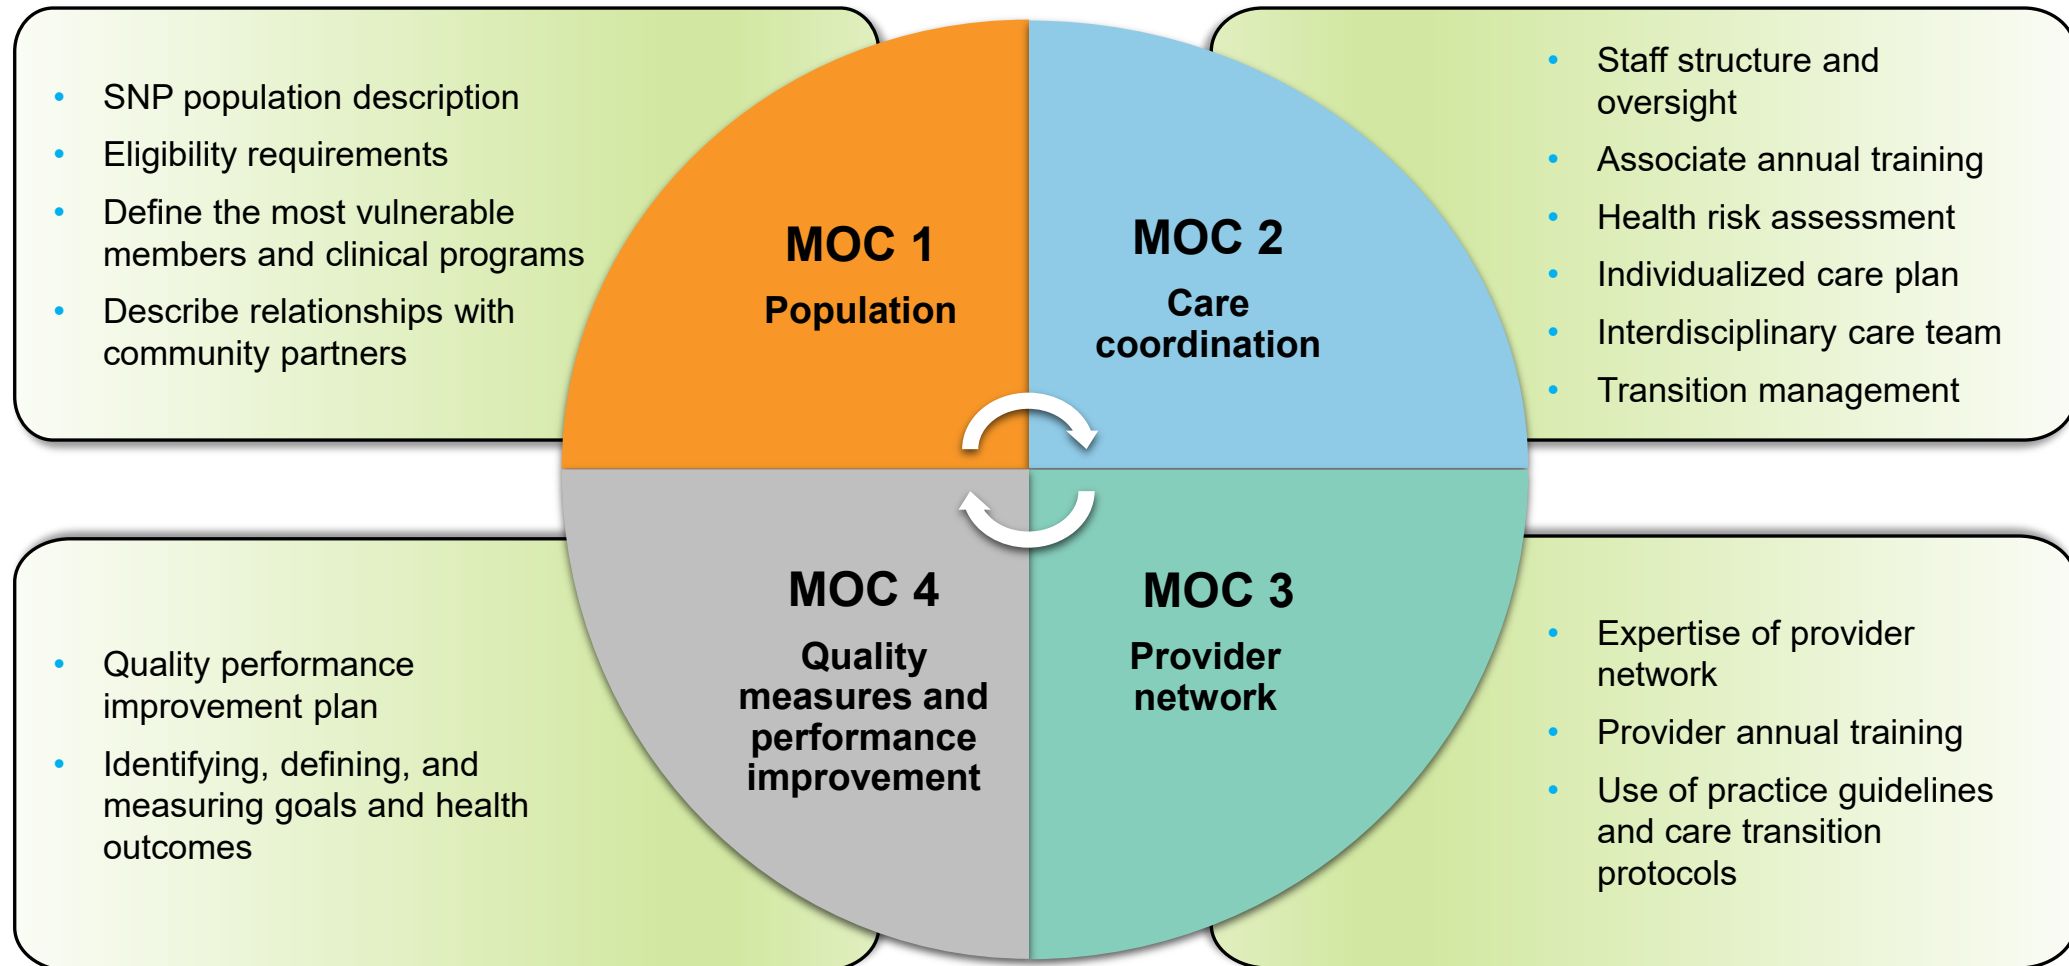 • SNP population description
• Eligibility requirements
• Define the most vulnerable
members and clinical programs
• Describe relationships with
community partners
MOC 1
Population
MOC 2
Care
coordination
• Staff structure and
oversight
• Associate annual training
• Health risk assessment
• Individualized care plan
• Interdisciplinary care team
• Transition management
• Quality performance
improvement plan
• Identifying, defining, and
measuring goals and health
outcomes
MOC 4
Quality
measures and
performance
improvement
MOC 3
Provider
network
• Expertise of provider
network
• Provider annual training
• Use of practice guidelines
and care transition
protocols